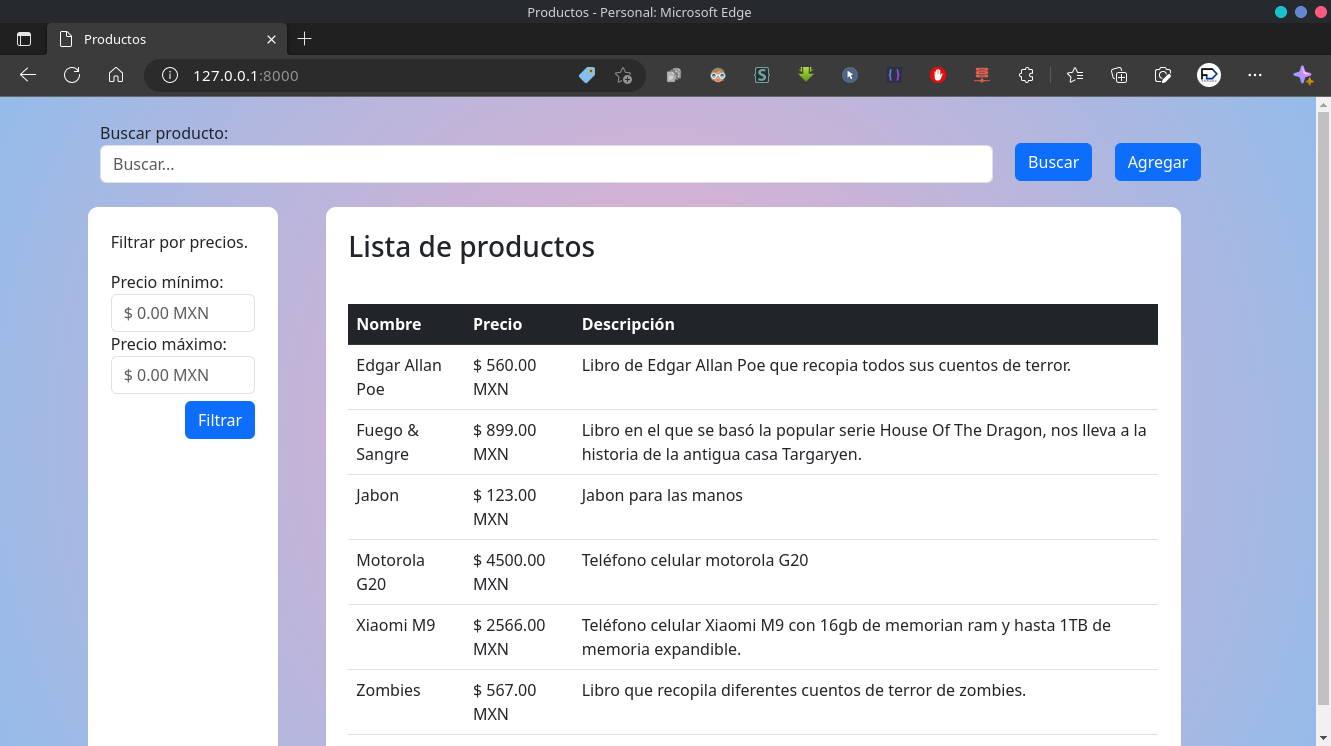 Productos - Personal: Microsoft Edge
Productos
127.0.0.1:8000
Buscar producto:
Buscar...
Buscar
Agregar
Filtrar por precios.
Precio mínimo:
$ 0.00 MXN
Precio máximo:
$ 0.00 MXN
Filtrar
Lista de productos
Nombre Precio Descripción
Edgar Allan $ 560.00 Libro de Edgar Allan Poe que recopia todos sus cuentos de terror.
Poe MXN
Fuego & $ 899.00 Libro en el que se basó la popular serie House Of The Dragon, nos lleva a la
Sangre MXN historia de la antigua casa Targaryen.
Jabon $ 123.00 Jabon para las manos
MXN
Motorola $ 4500.00 Teléfono celular motorola G20
G20 MXN
Xiaomi M9 $ 2566.00 Teléfono celular Xiaomi M9 con 16gb de memorian ram y hasta 1TB de
MXN memoria expandible.
Zombies $ 567.00 Libro que recopila diferentes cuentos de terror de zombies.
MXN